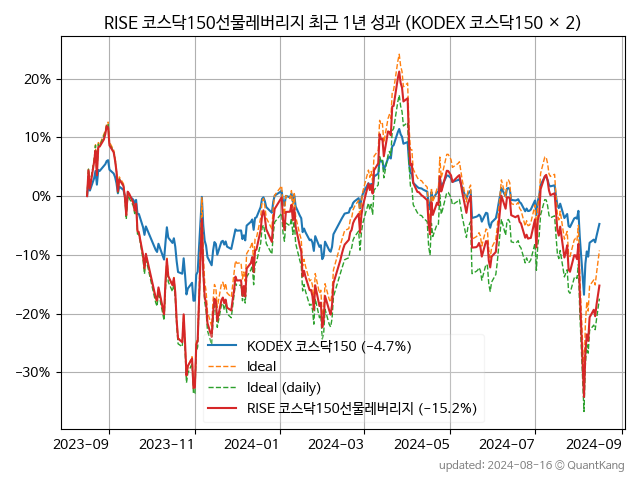 RISE 코스닥150선물레버리지 최근 1년 성과 (KODEX 코스닥150 × 2)
20%
10%
0%
−10%
−20%
−30%
KODEX 코스닥150 (−4.7%)
Ideal
Ideal (daily)
RISE 코스닥150선물레버리지 (−15.2%)
2023-09 2023-11 2024-01 2024-03 2024-05 2024-07 2024-09
updated: 2024-08-16 © QuantKang